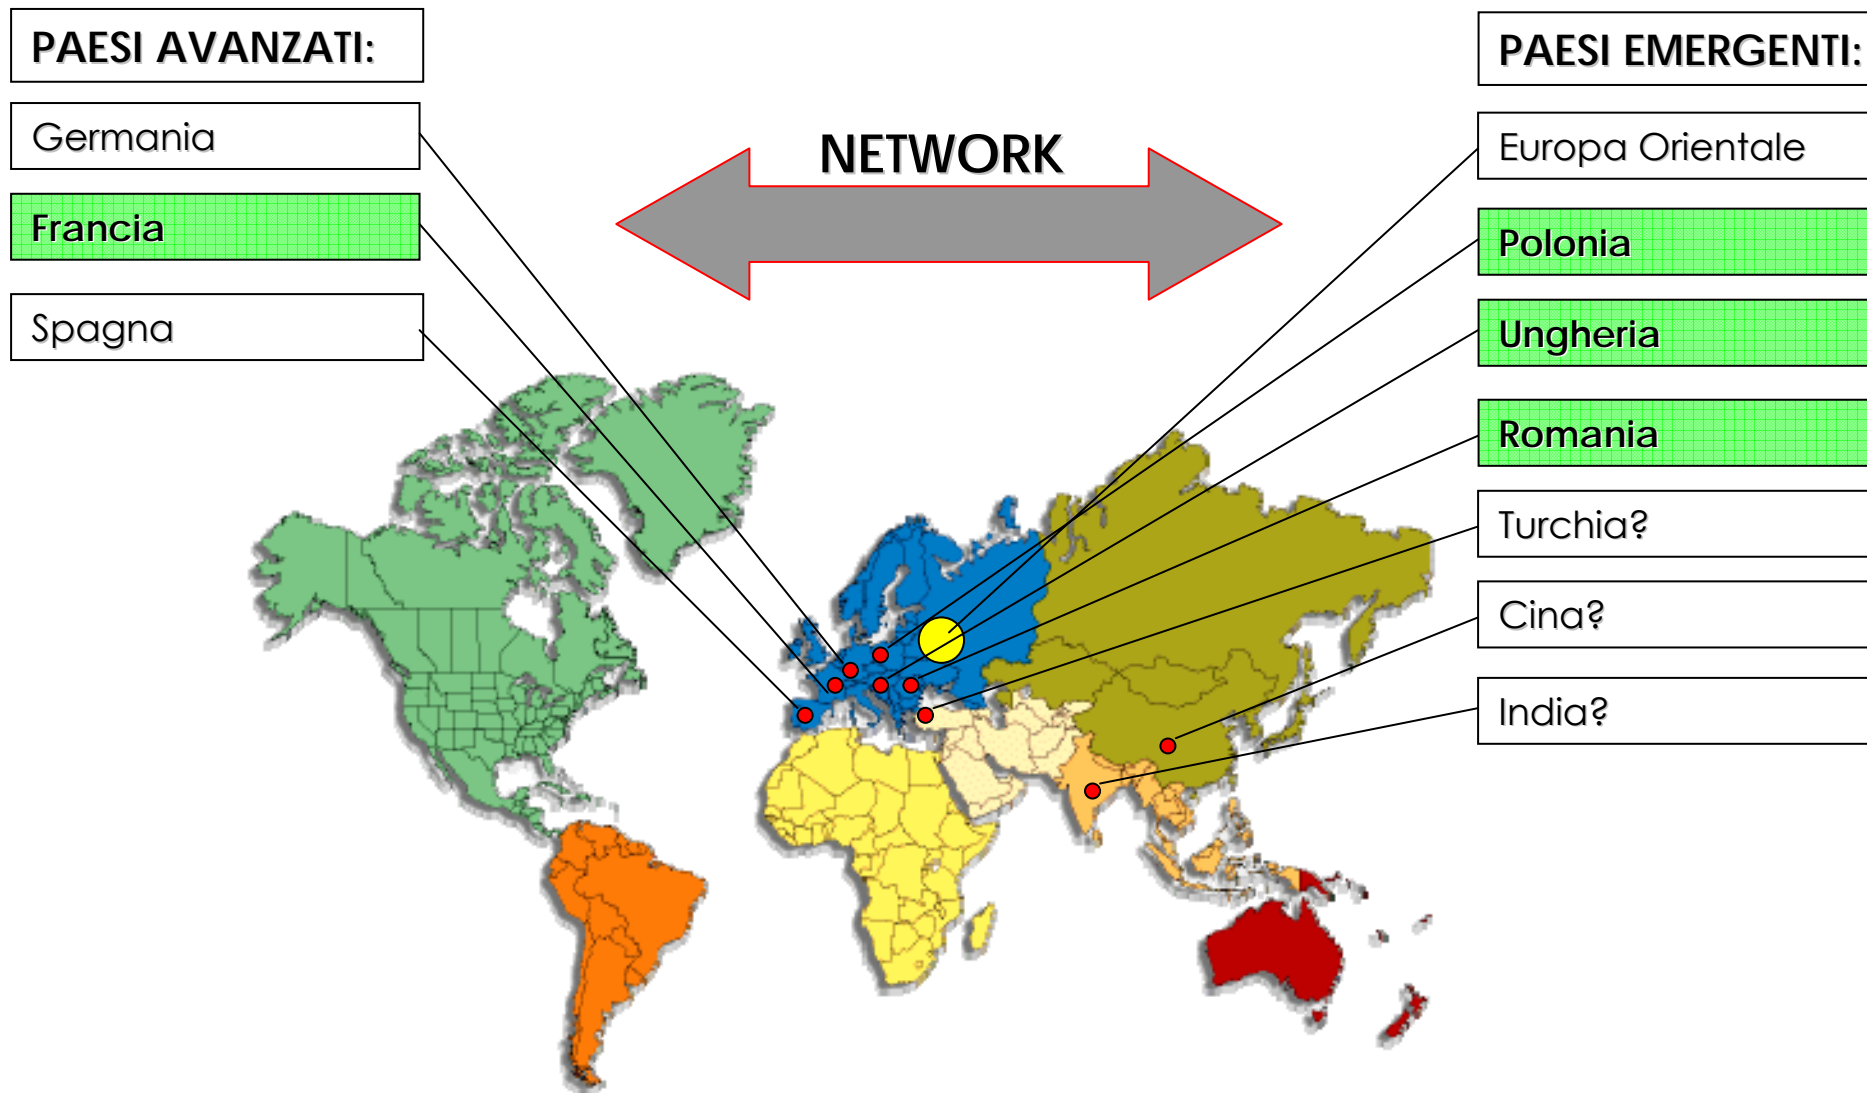 PAESI AVANZATI:
Germania
Francia
Spagna
NETWORK
PAESI EMERGENTI:
Europa Orientale
Polonia
Ungheria
Romania
Turchia?
Cina?
India?